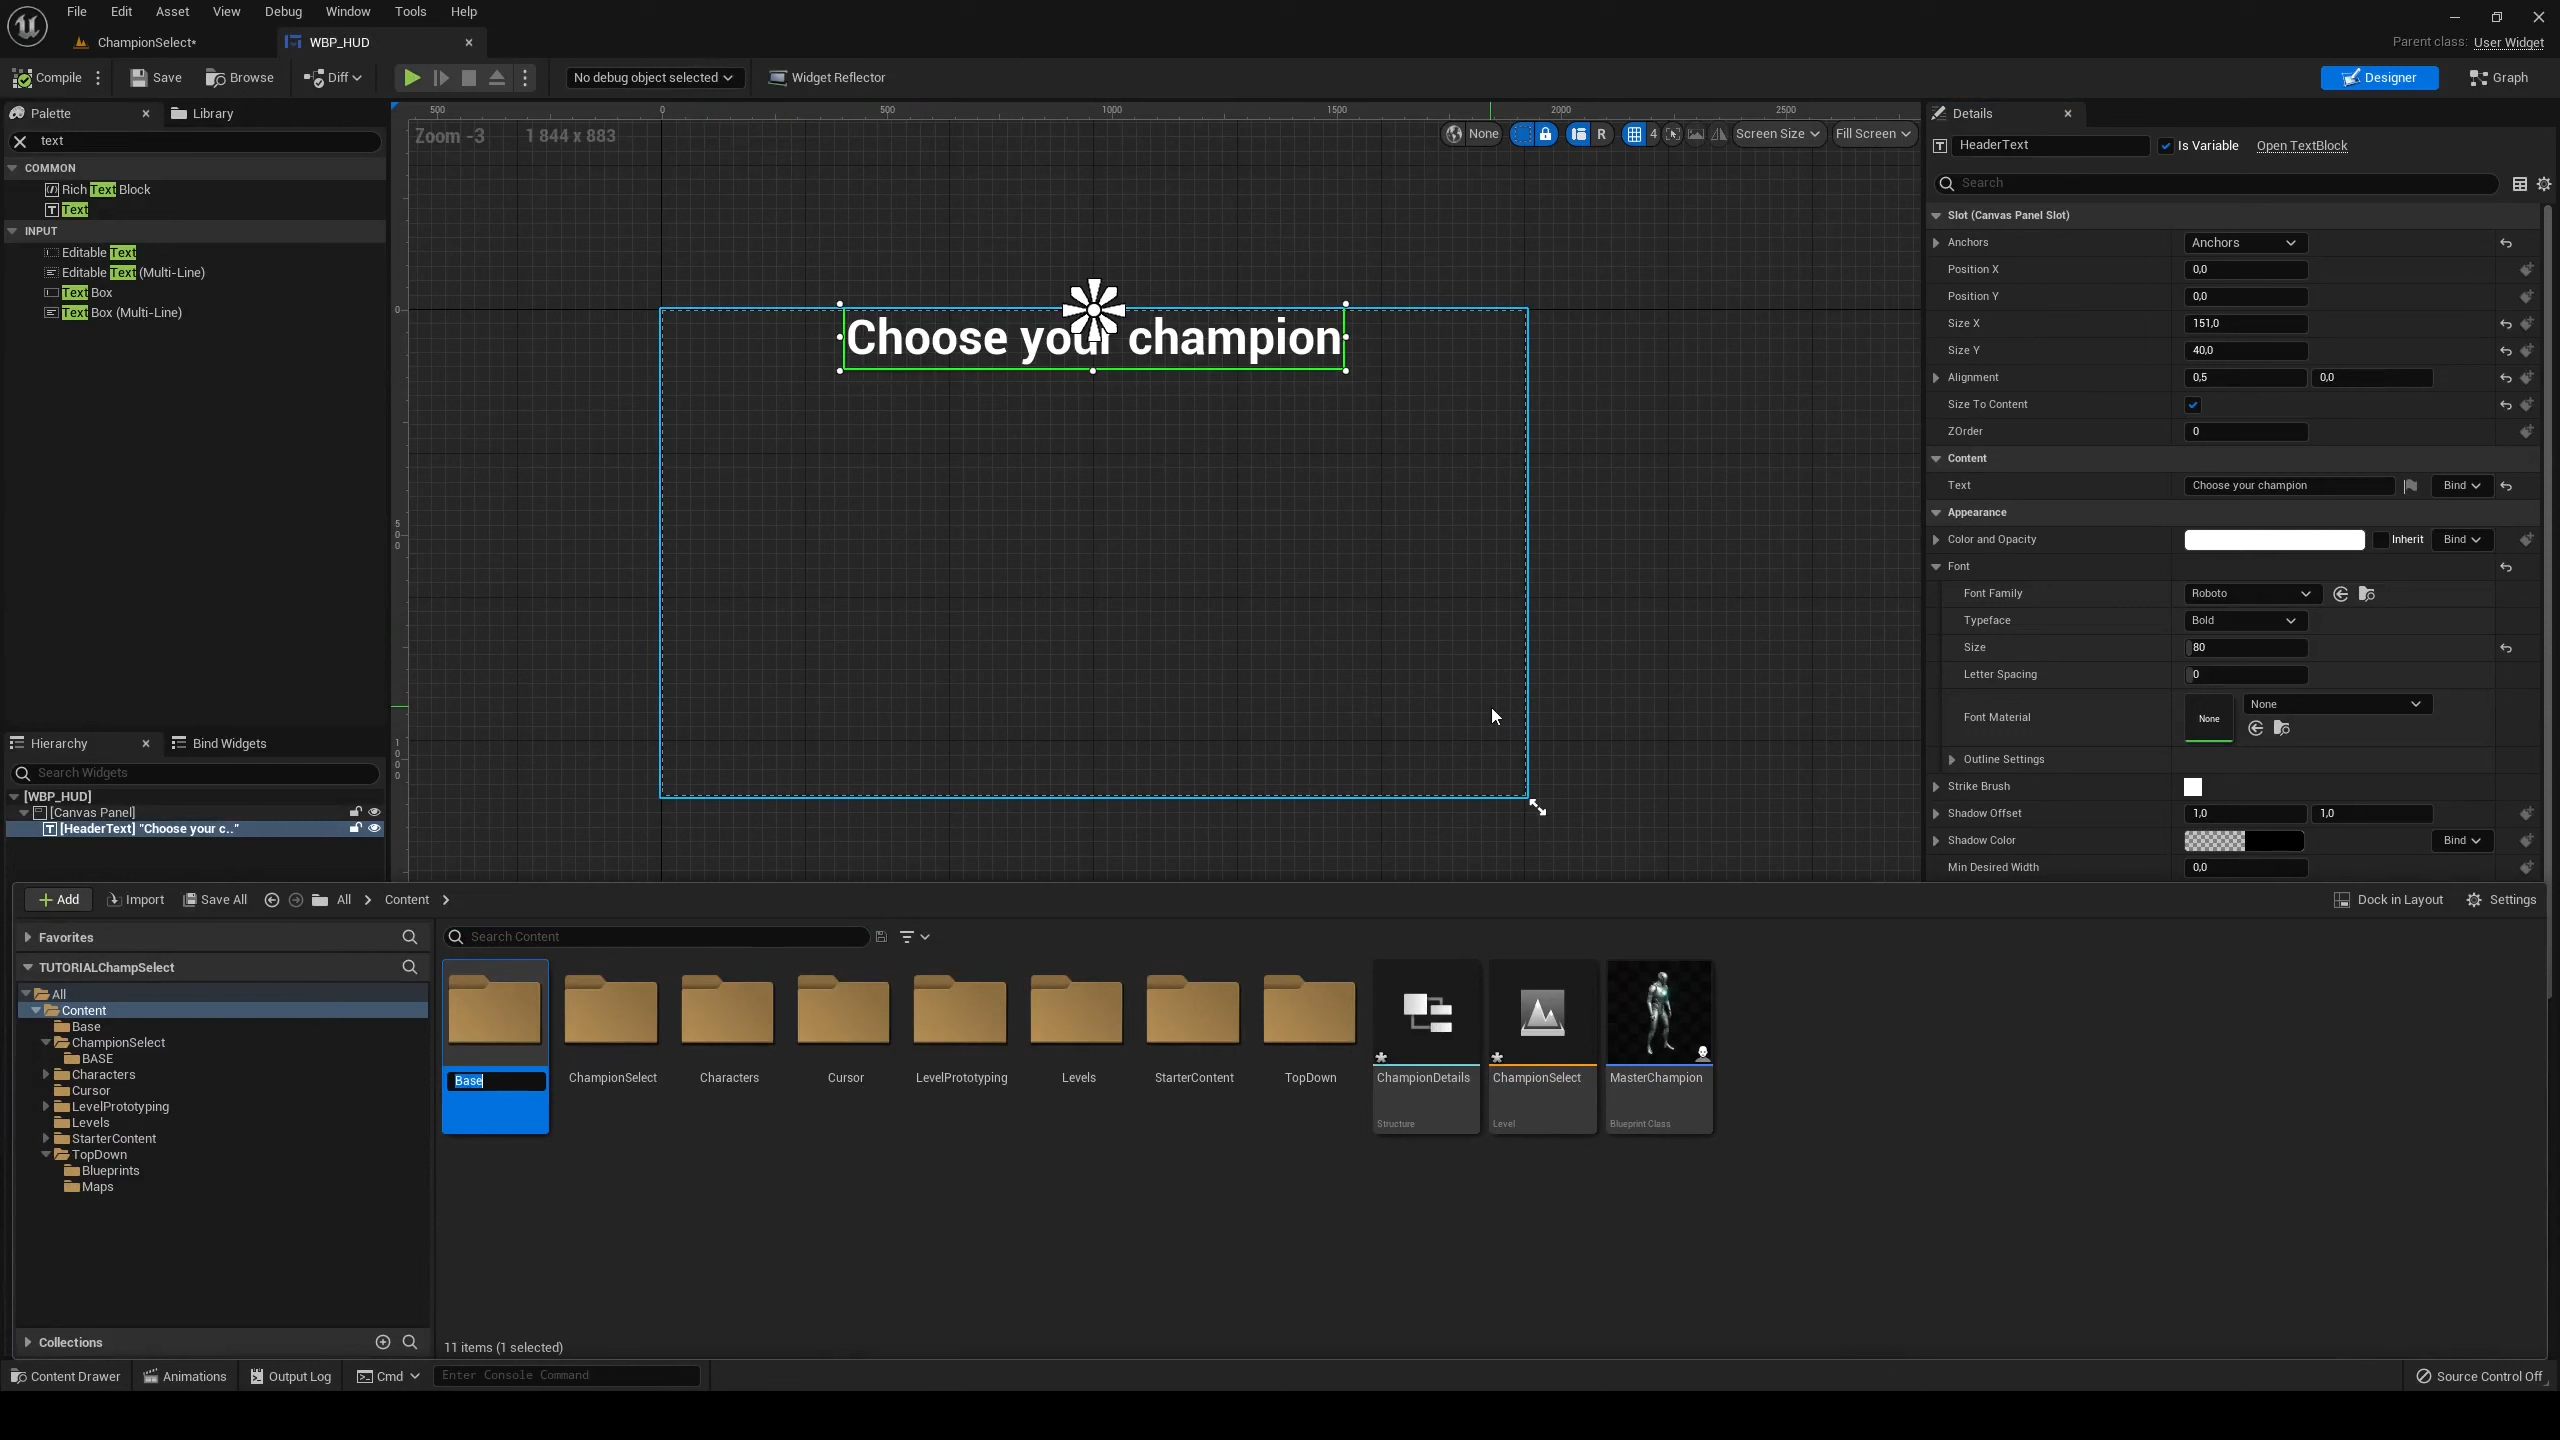 File Edit Asset View Debug Window Tools Help
ChampionSelect* WBP_HUD
Parent class: User Widget
Compile Save Browse Diff No debug object selected Widget Reflector Designer Graph
Palette Library
text
COMMON
Rich Text Block
Text
INPUT
Editable Text
Editable Text (Multi-Line)
Text Box
Text Box (Multi-Line)
Hierarchy Bind Widgets
Search Widgets
[WBP_HUD]
[Canvas Panel]
[HeaderText] "Choose your c.."
500 0 500 1000 1500 2000 2500
Zoom -3 1 844 x 883
None R 4 Screen Size Fill Screen
0
500
1000
Choose your champion
Details
HeaderText Is Variable Open TextBlock
Search
Slot (Canvas Panel Slot)
Anchors Anchors
Position X 0,0
Position Y 0,0
Size X 151,0
Size Y 40,0
Alignment 0,5 0,0
Size To Content
ZOrder 0
Content
Text Choose your champion Bind
Appearance
Color and Opacity Inherit Bind
Font
Font Family Roboto
Typeface Bold
Size 80
Letter Spacing 0
Font Material None None
Outline Settings
Strike Brush
Shadow Offset 1,0 1,0
Shadow Color Bind
Min Desired Width 0,0
Add Import Save All All Content Dock in Layout Settings
Favorites
TUTORIALChampSelect
All
Content
Base
ChampionSelect
BASE
Characters
Cursor
LevelPrototyping
Levels
StarterContent
TopDown
Blueprints
Maps
Collections
Search Content
Base ChampionSelect Characters Cursor LevelPrototyping Levels StarterContent TopDown ChampionDetails ChampionSelect MasterChampion
Structure Level Blueprint Class
11 items (1 selected)
Content Drawer Animations Output Log Cmd Enter Console Command Source Control Off